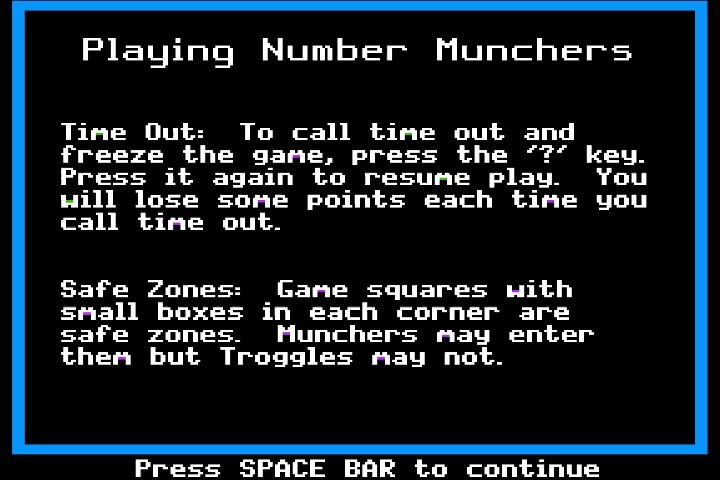 Playing Number Munchers
Time Out:  To call time out and
freeze the game, press the '?' key.
Press it again to resume play.  You
will lose some points each time you
call time out.
Safe Zones:  Game squares with
small boxes in each corner are
safe zones.  Munchers may enter
them but Troggles may not.
Press SPACE BAR to continue